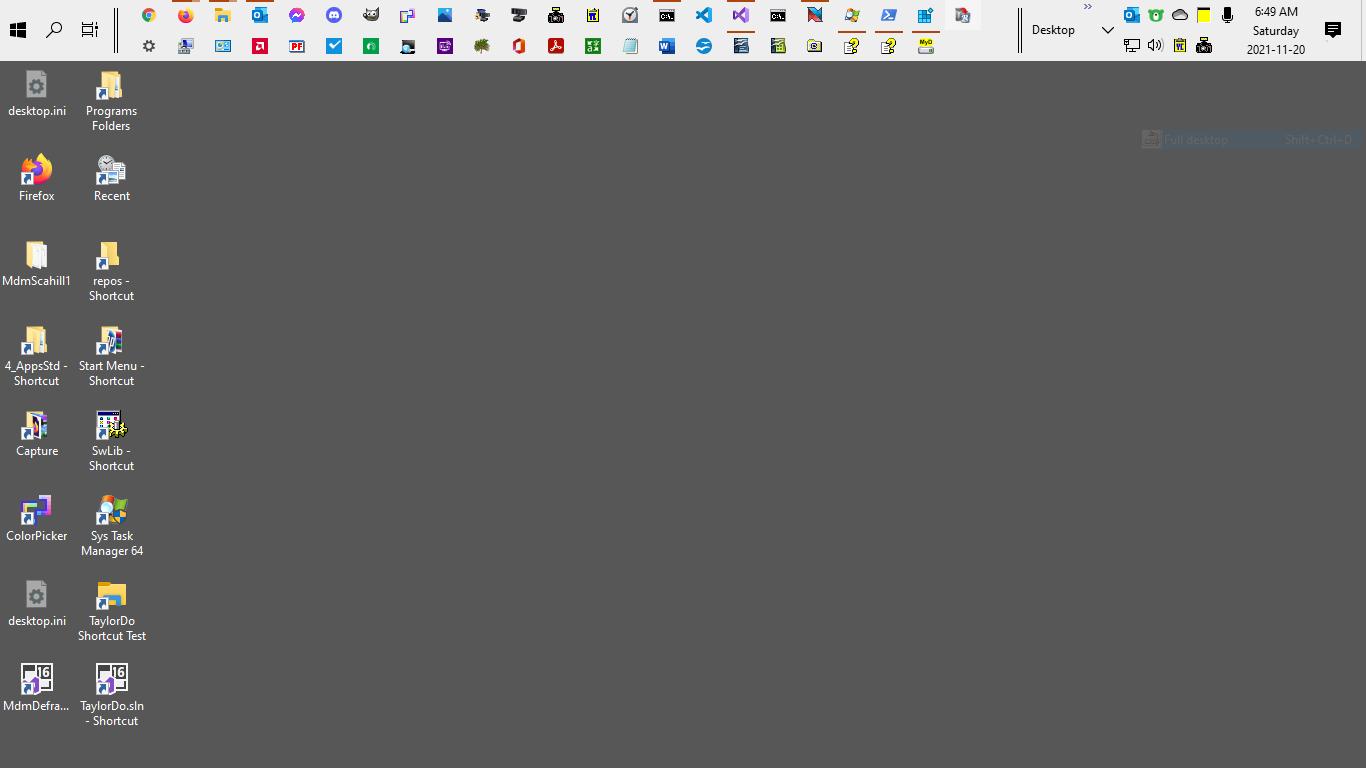 6:49 AM
Desktop
Saturday
2021-11-20
desktop.ini
Programs
Folders
Full desktop Shift+Ctrl+D
Firefox
Recent
MdmScahill1
repos -
Shortcut
4_AppsStd -
Shortcut
Start Menu -
Shortcut
Capture
SwLib -
Shortcut
ColorPicker
Sys Task
Manager 64
desktop.ini
TaylorDo
Shortcut Test
16
MdmDefra...
16
TaylorDo.sln
- Shortcut